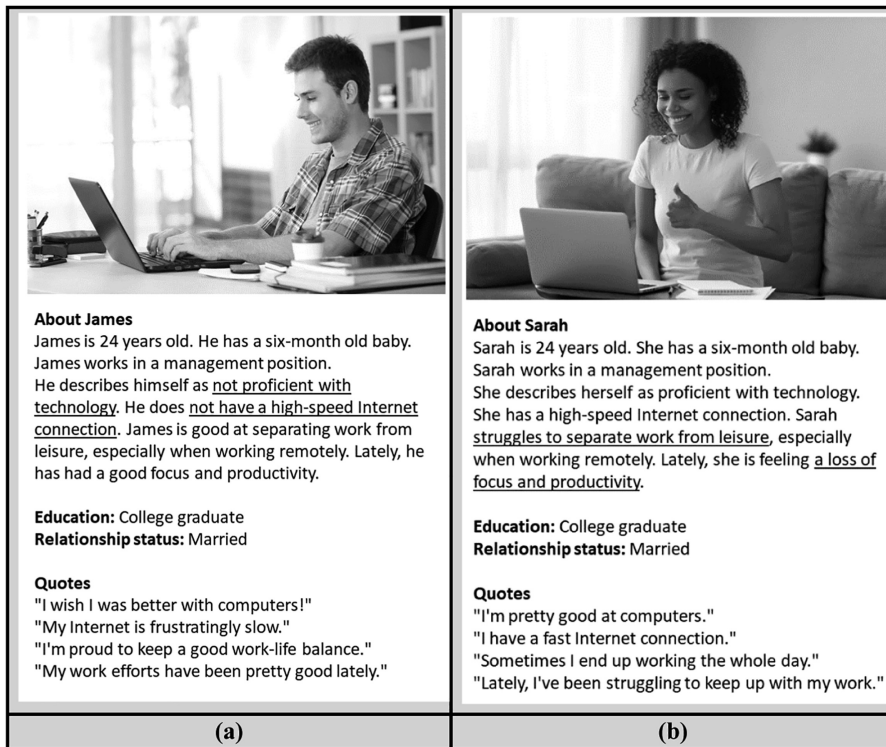 About James
James is 24 years old. He has a six-month old baby.
James works in a management position.
He describes himself as not proficient with
technology. He does not have a high-speed Internet
connection. James is good at separating work from
leisure, especially when working remotely. Lately, he
has had a good focus and productivity.
Education: College graduate
Relationship status: Married
Quotes
"I wish I was better with computers!"
"My Internet is frustratingly slow."
"I'm proud to keep a good work-life balance."
"My work efforts have been pretty good lately."
(a)
About Sarah
Sarah is 24 years old. She has a six-month old baby.
Sarah works in a management position.
She describes herself as proficient with technology.
She has a high-speed Internet connection. Sarah
struggles to separate work from leisure, especially
when working remotely. Lately, she is feeling a loss of
focus and productivity.
Education: College graduate
Relationship status: Married
Quotes
"I'm pretty good at computers."
"I have a fast Internet connection."
"Sometimes I end up working the whole day."
"Lately, I've been struggling to keep up with my work."
(b)